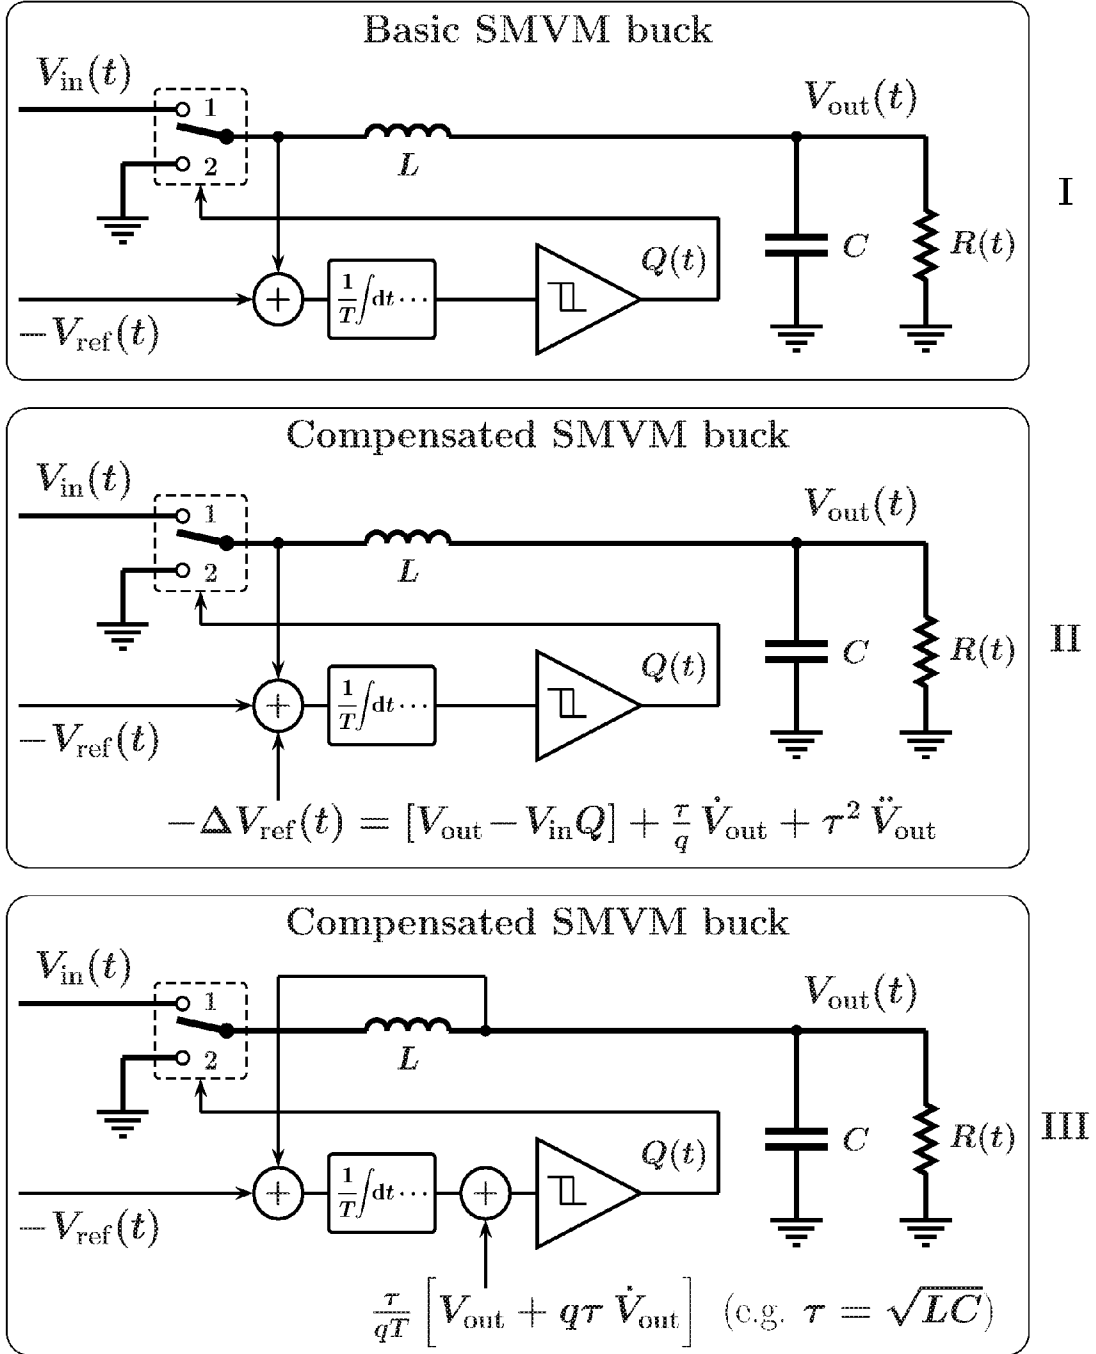 Basic SMVM buck
V_in(t)
1
2
V_out(t)
L
C
R(t)
Q(t)
1/T ∫dt ···
+
−V_ref(t)
I
Compensated SMVM buck
V_in(t)
1
2
V_out(t)
L
C
R(t)
Q(t)
1/T ∫dt ···
+
−V_ref(t)
−ΔV_ref(t) = [V_out − V_in Q] + τ/q V̇_out + τ² V̈_out
II
Compensated SMVM buck
V_in(t)
1
2
V_out(t)
L
C
R(t)
Q(t)
1/T ∫dt ···
+
+
−V_ref(t)
τ/(qT) [V_out + qτ V̇_out] (e.g. τ = √LC)
III